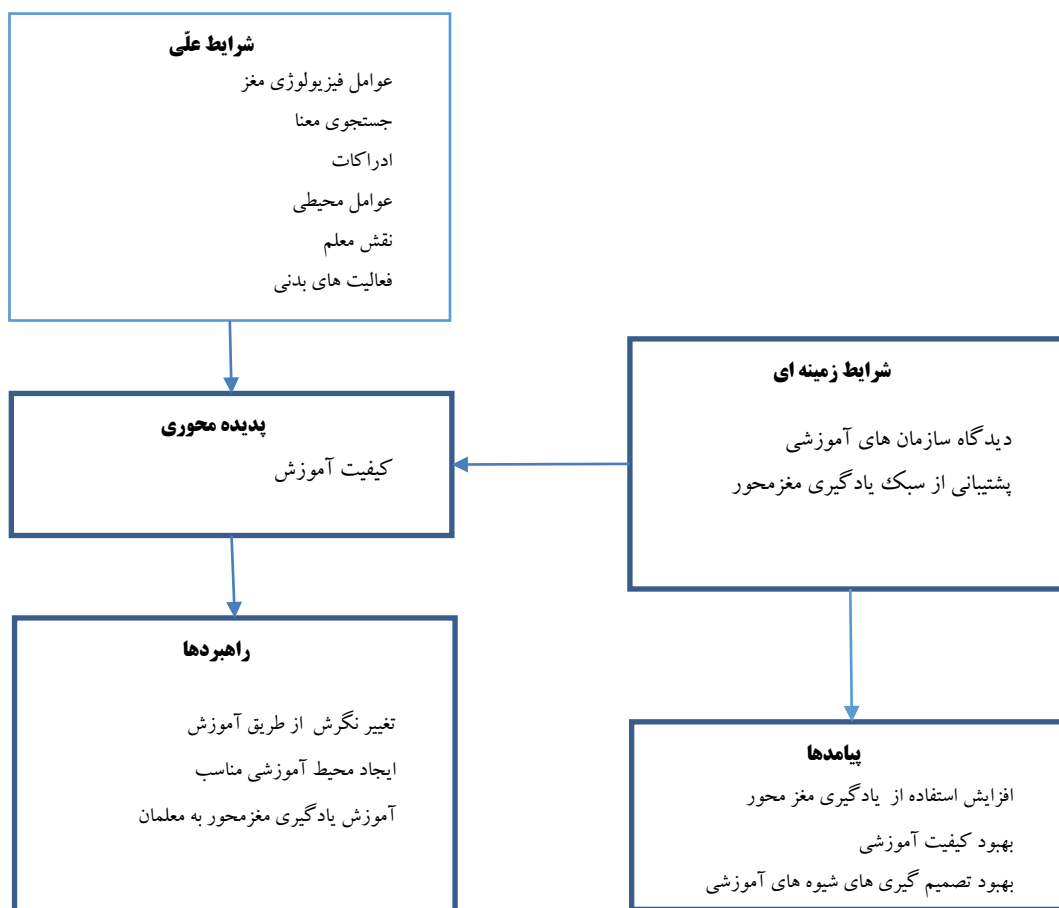 شرایط علّی
عوامل فیزیولوژی مغز
جستجوی معنا
ادراکات
عوامل محیطی
نقش معلم
فعالیت های بدنی
شرایط زمینه ای
دیدگاه سازمان های آموزشی
پشتیبانی از سبک یادگیری مغزمحور
پدیده محوری
کیفیت آموزش
راهبردها
تغییر نگرش از طریق آموزش
ایجاد محیط آموزشی مناسب
آموزش یادگیری مغزمحور به معلمان
پیامدها
افزایش استفاده از یادگیری مغز محور
بهبود کیفیت آموزشی
بهبود تصمیم گیری های شیوه های آموزشی